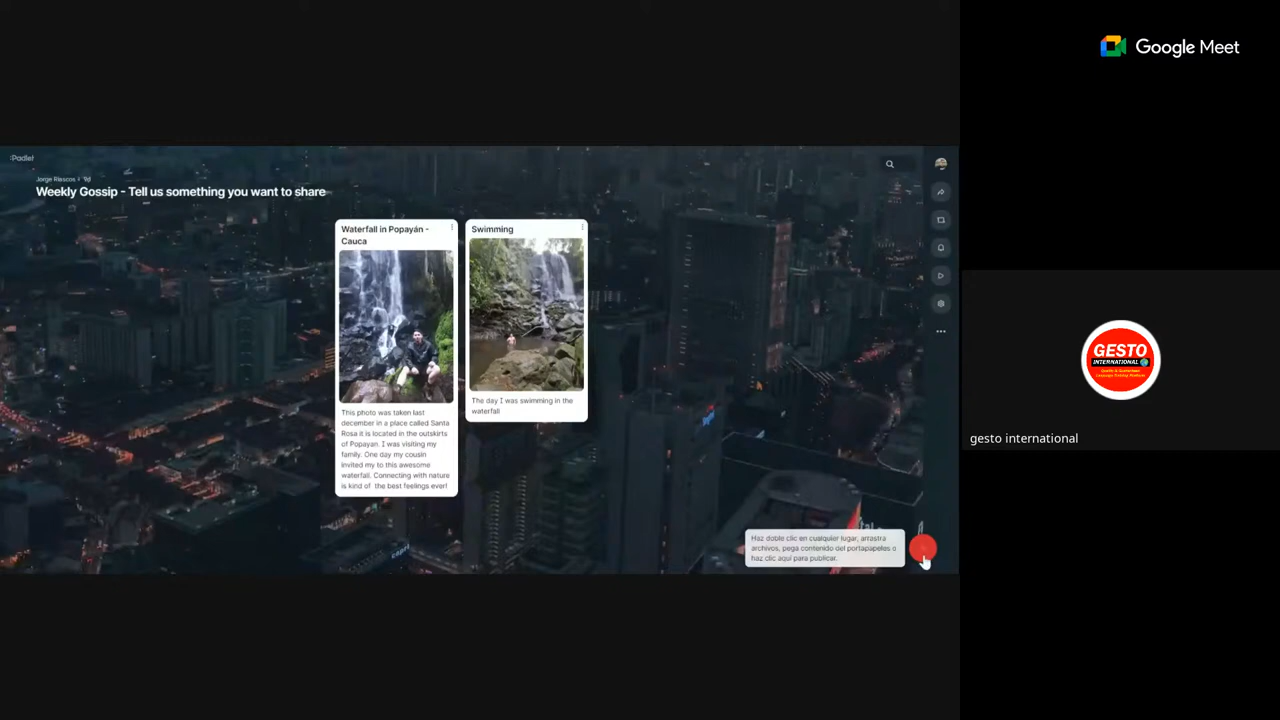 Google Meet
:Padlet
Weekly Gossip - Tell us something you want to share
Waterfall in Popayán -
Cauca
This photo was taken last
december in a place called Santa
Rosa it is located in the outskirts
of Popayan. I was visiting my
family. One day my cousin
invited my to this awesome
waterfall. Connecting with nature
is kind of the best feelings ever!
Swimming
The day I was swimming in the
waterfall
Haz doble clic en cualquier lugar, arrastra
archivos, pega contenido del portapapeles o
haz clic aquí para publicar.
GESTO
INTERNATIONAL
gesto international